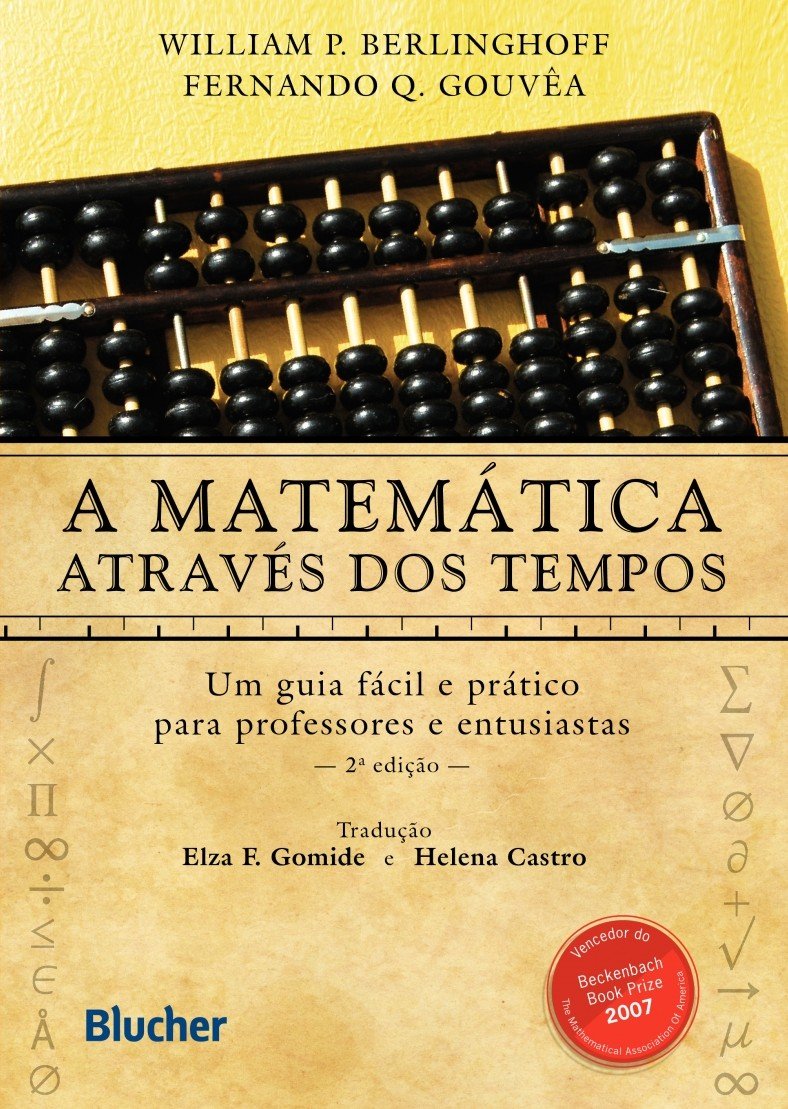 WILLIAM P. BERLINGHOFF
FERNANDO Q. GOUVÊA
A MATEMÁTICA
ATRAVÉS DOS TEMPOS
Um guia fácil e prático
para professores e entusiastas
— 2ª edição —
Tradução
Elza F. Gomide e Helena Castro
∫
×
∏
∞
÷
≤
∈
Å
∅
∑
∇
∅
∂
+
√
→
μ
∞
Vencedor do
Beckenbach
Book Prize
2007
The Mathematical Association Of America
Blucher